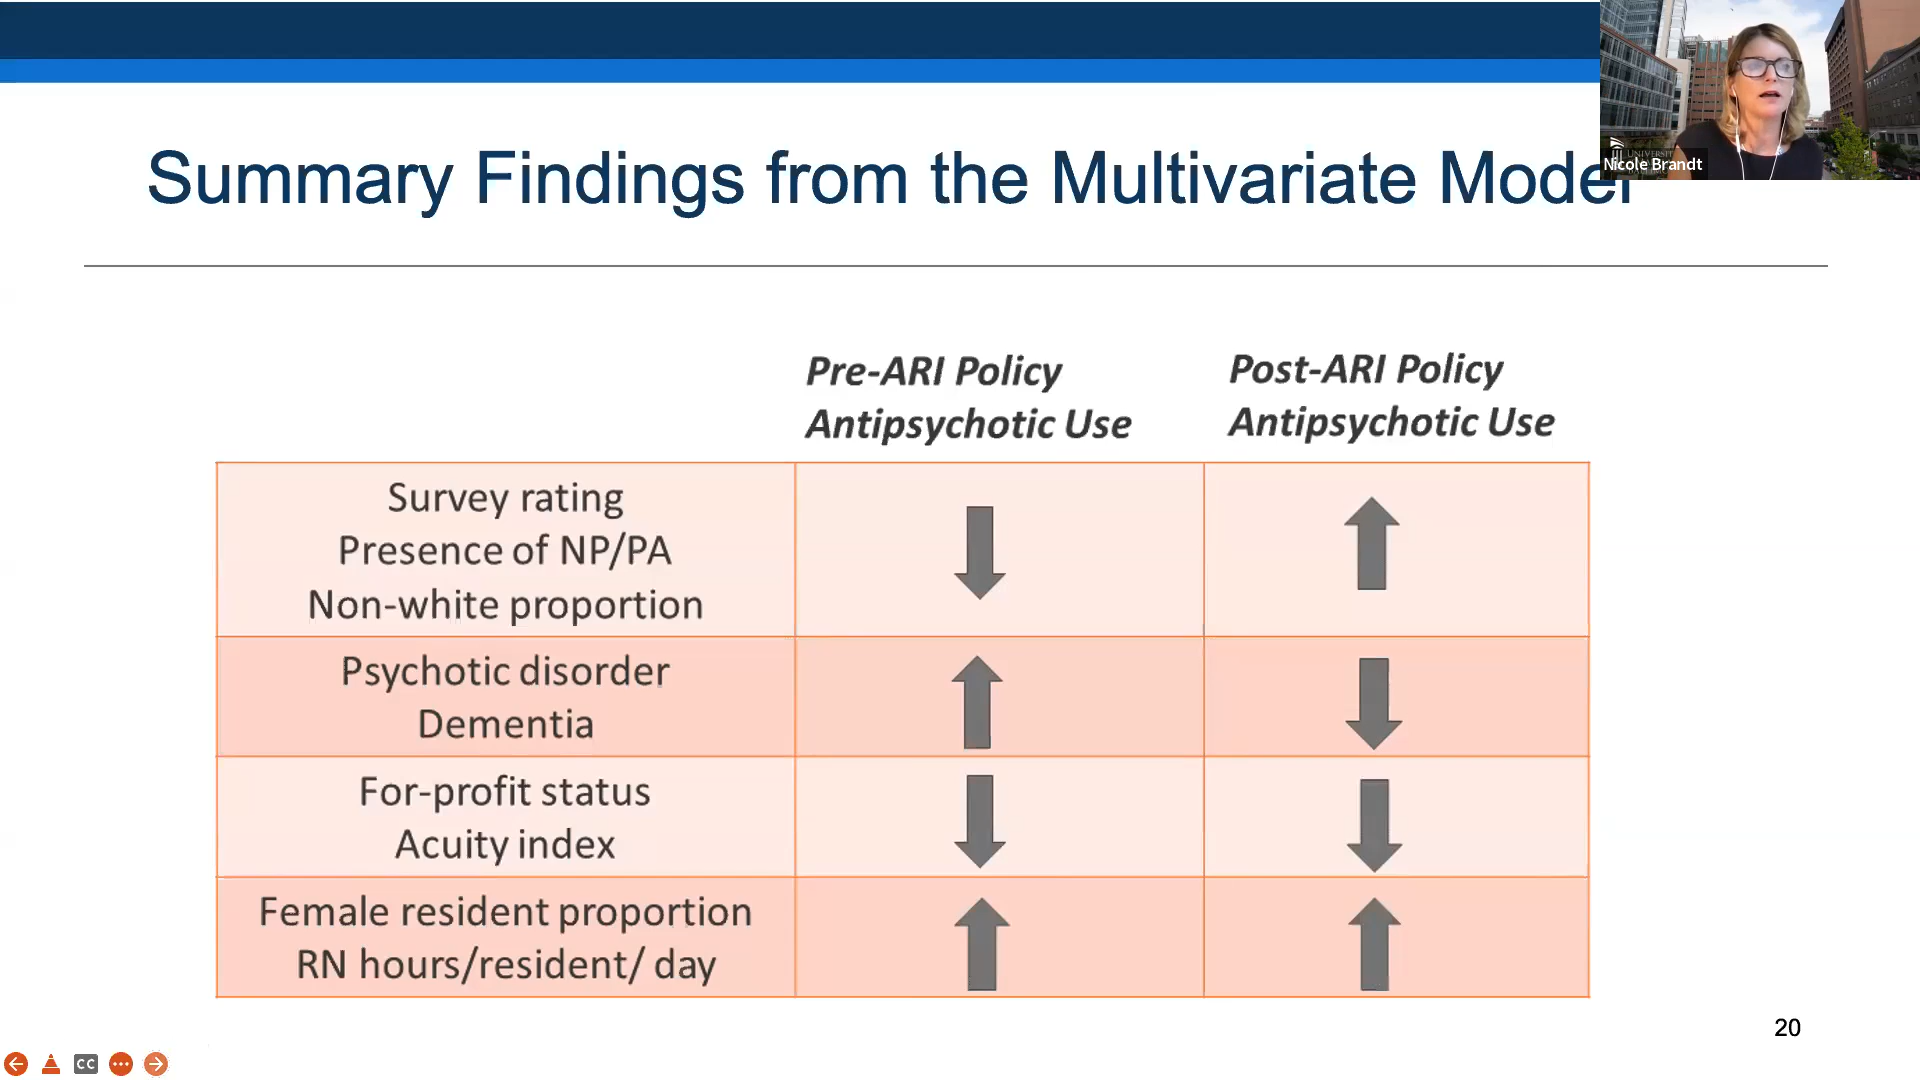 Summary Findings from the Multivariate Model
UNIVERSIT
Nicole Brandt
Pre-ARI Policy
Antipsychotic Use
Post-ARI Policy
Antipsychotic Use
Survey rating
Presence of NP/PA
Non-white proportion
Psychotic disorder
Dementia
For-profit status
Acuity index
Female resident proportion
RN hours/resident/ day
20
CC